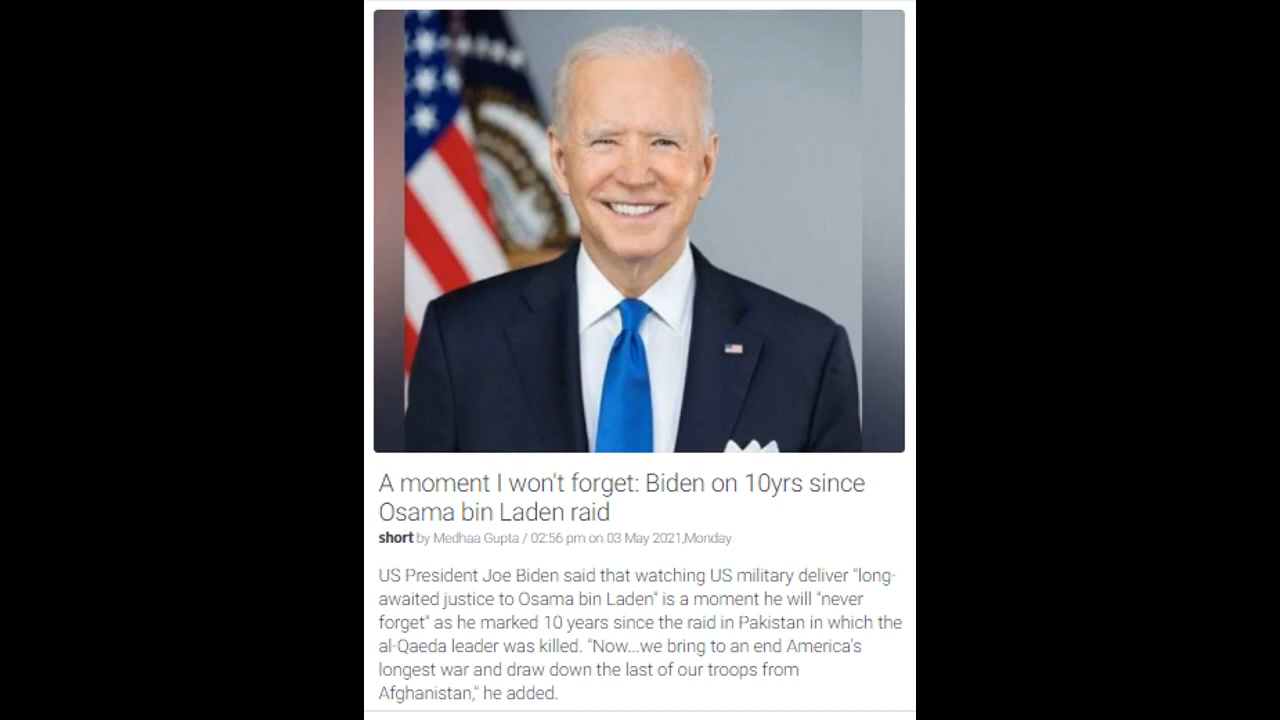 A moment I won't forget: Biden on 10yrs since
Osama bin Laden raid
short by Medhaa Gupta / 02:56 pm on 03 May 2021,Monday
US President Joe Biden said that watching US military deliver "long-
awaited justice to Osama bin Laden" is a moment he will "never
forget" as he marked 10 years since the raid in Pakistan in which the
al-Qaeda leader was killed. "Now...we bring to an end America's
longest war and draw down the last of our troops from
Afghanistan," he added.